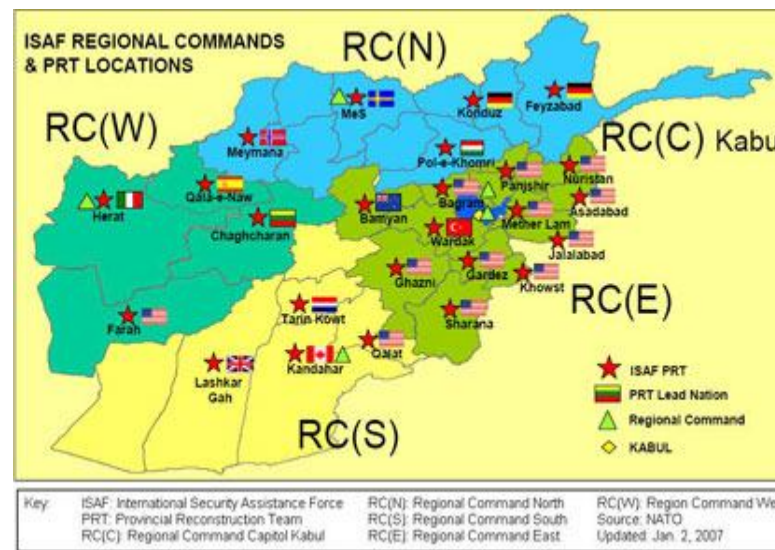 ISAF REGIONAL COMMANDS
& PRT LOCATIONS
RC(N)
RC(W)
RC(C) Kabu
RC(E)
RC(S)
MeS
Konduz
Feyzabad
Meymana
Pol-e-Khomri
Qala-e-Naw
Herat
Chaghcharan
Farah
Bamyan
Bagram
Panjshir
Nuristan
Asadabad
Mether Lam
Wardak
Jalalabad
Ghazni
Gardez
Khowst
Sharana
Tarin Kowt
Qalat
Kandahar
Lashkar
Gah
ISAF PRT
PRT Lead Nation
Regional Command
KABUL
Key:
ISAF: International Security Assistance Force
PRT: Provincial Reconstruction Team
RC(C): Regional Command Capitol Kabul
RC(N): Regional Command North
RC(S): Regional Command South
RC(E): Regional Command East
RC(W): Region Command We
Source: NATO
Updated: Jan. 2, 2007